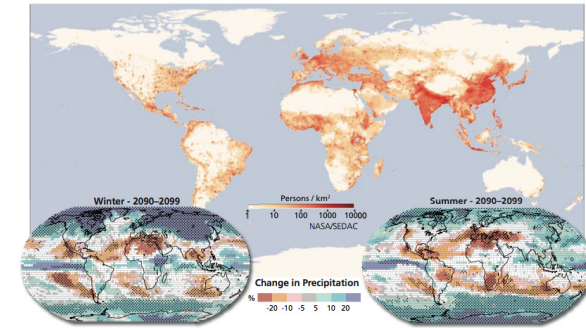 Persons / km²
1 10 100 1000 10000
NASA/SEDAC
Winter - 2090–2099
Summer - 2090–2099
Change in Precipitation
% -20 -10 -5 5 10 20